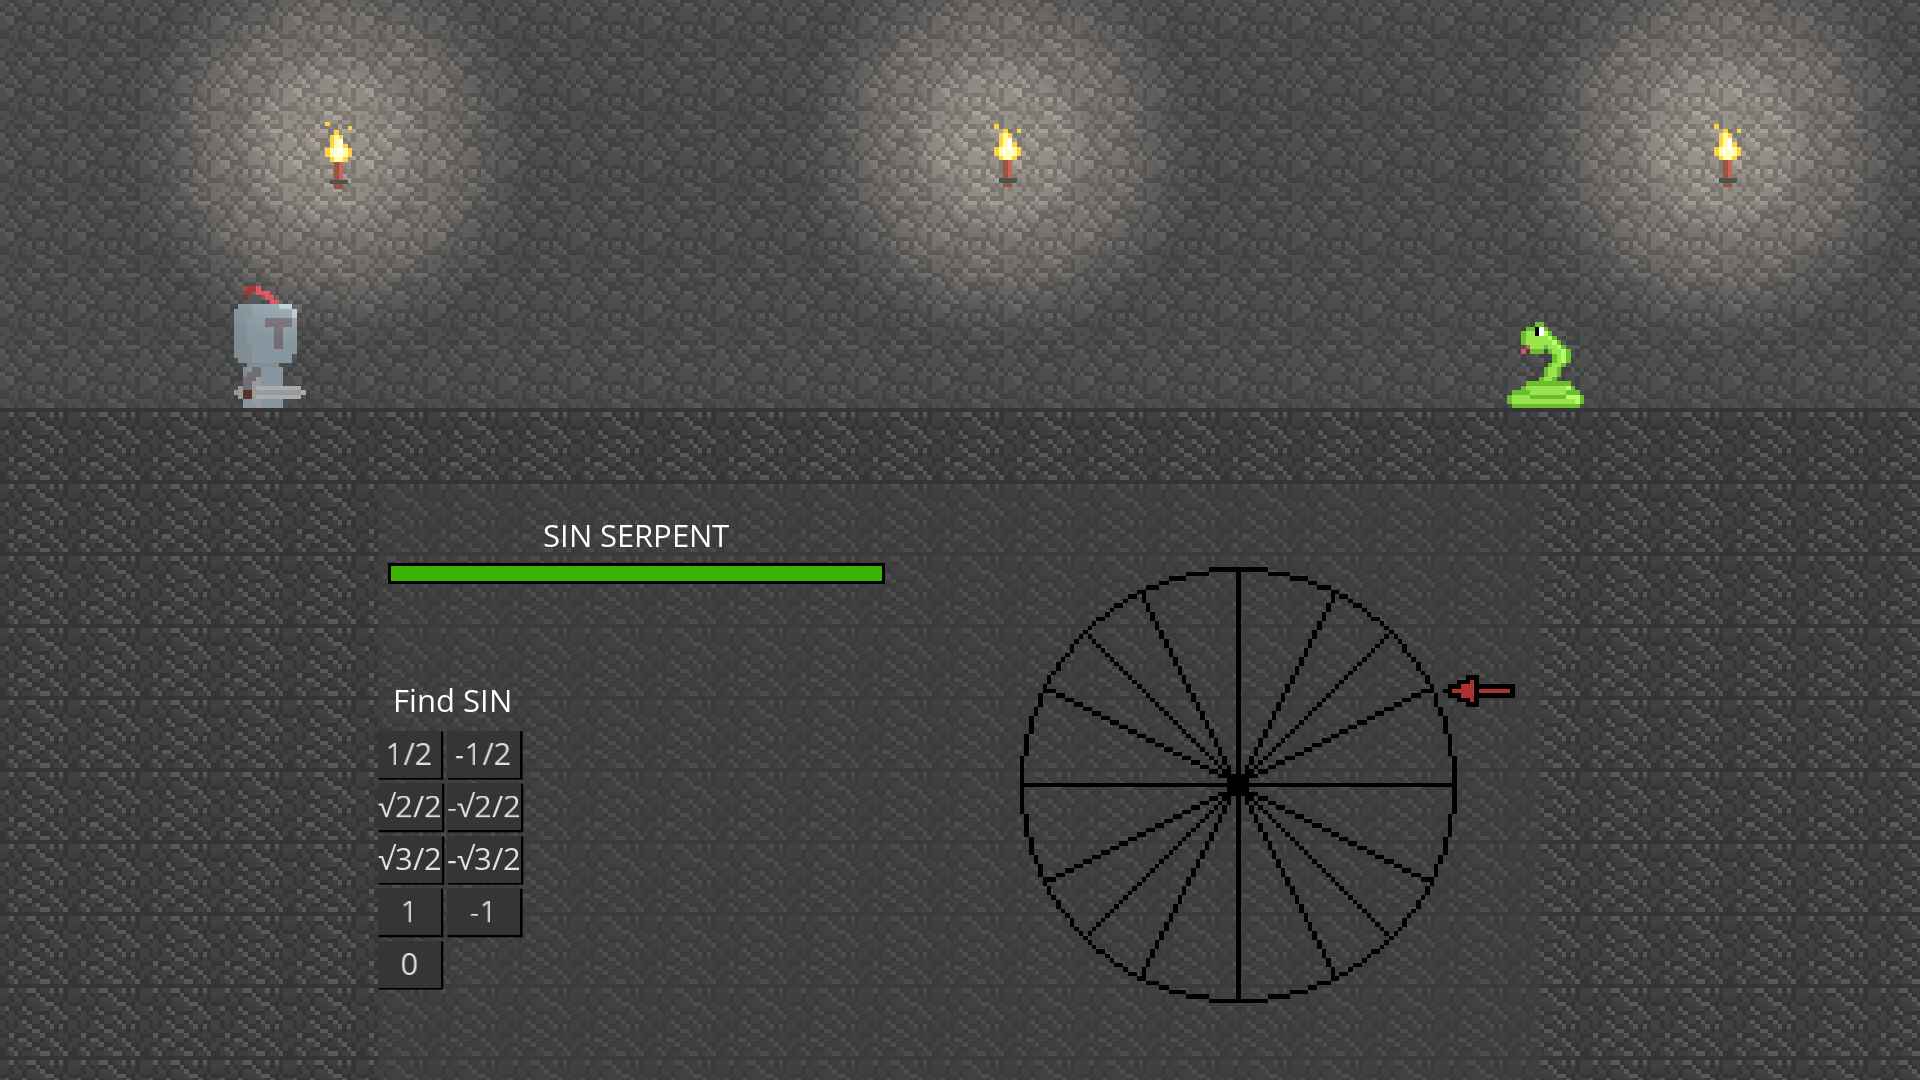 SIN SERPENT
Find SIN
1/2 -1/2
√2/2 -√2/2
√3/2 -√3/2
1 -1
0